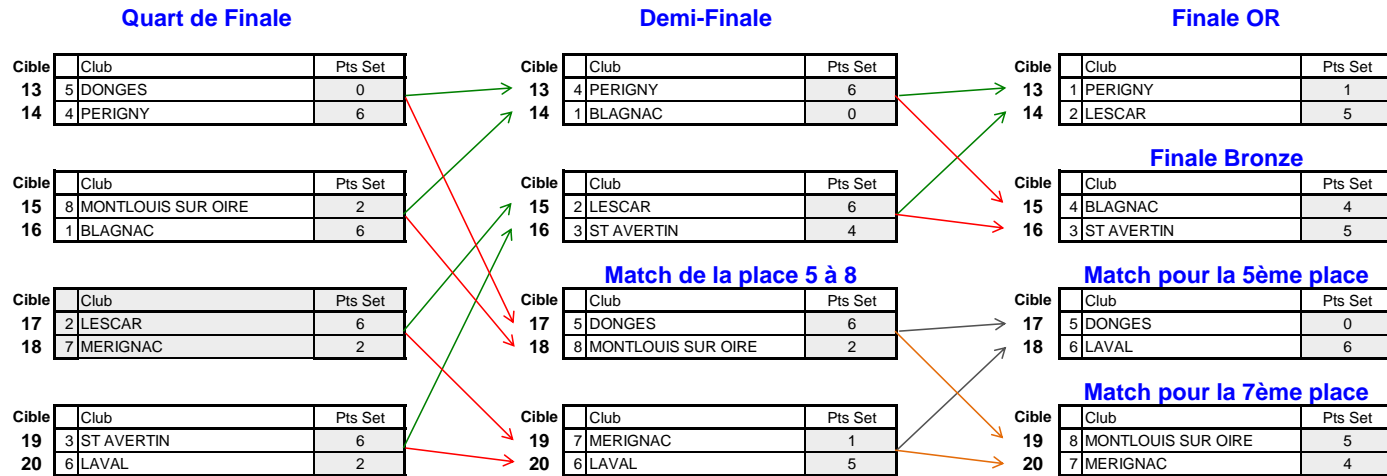 Quart de Finale Demi-Finale Finale OR
Cible Club Pts Set Cible Club Pts Set Cible Club Pts Set
13 5 DONGES 0 13 4 PERIGNY 6 13 1 PERIGNY 1
14 4 PERIGNY 6 14 1 BLAGNAC 0 14 2 LESCAR 5
Finale Bronze
Cible Club Pts Set Cible Club Pts Set Cible Club Pts Set
15 8 MONTLOUIS SUR OIRE 2 15 2 LESCAR 6 15 4 BLAGNAC 4
16 1 BLAGNAC 6 16 3 ST AVERTIN 4 16 3 ST AVERTIN 5
Match de la place 5 à 8 Match pour la 5ème place
Cible Club Pts Set Cible Club Pts Set Cible Club Pts Set
17 2 LESCAR 6 17 5 DONGES 6 17 5 DONGES 0
18 7 MERIGNAC 2 18 8 MONTLOUIS SUR OIRE 2 18 6 LAVAL 6
Match pour la 7ème place
Cible Club Pts Set Cible Club Pts Set Cible Club Pts Set
19 3 ST AVERTIN 6 19 7 MERIGNAC 1 19 8 MONTLOUIS SUR OIRE 5
20 6 LAVAL 2 20 6 LAVAL 5 20 7 MERIGNAC 4